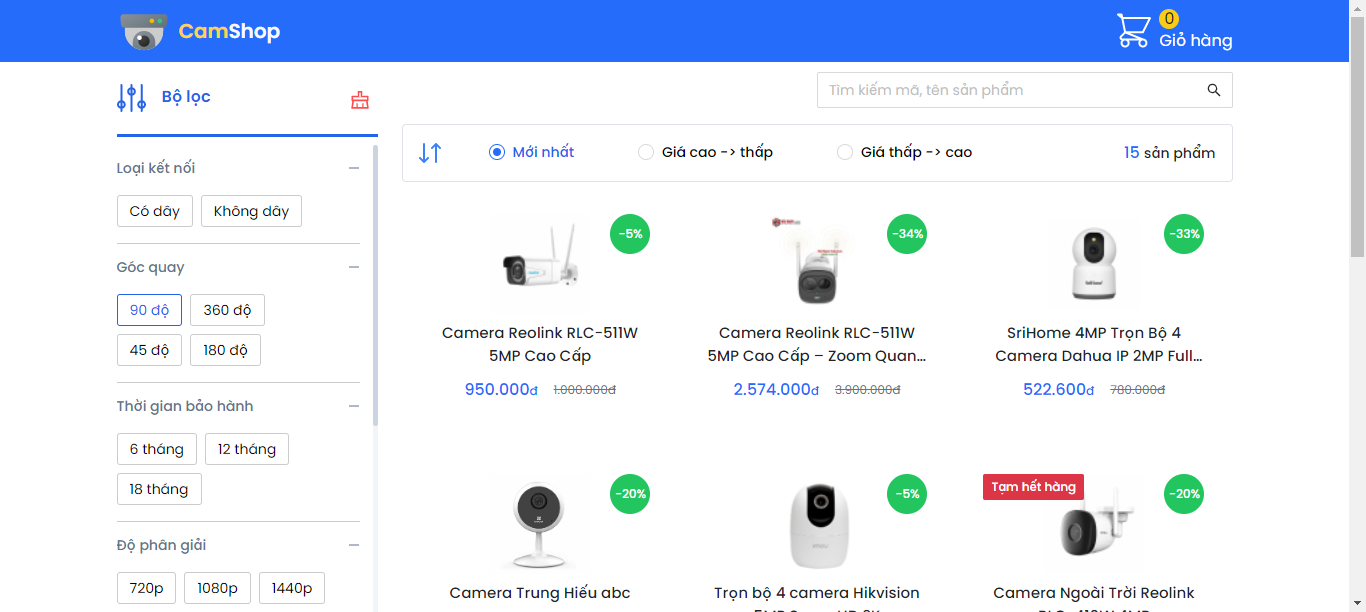 CamShop
0
Giỏ hàng
Bộ lọc
Tìm kiếm mã, tên sản phẩm
Mới nhất
Giá cao -> thấp
Giá thấp -> cao
15 sản phẩm
Loại kết nối
Có dây
Không dây
Góc quay
90 độ
360 độ
45 độ
180 độ
Thời gian bảo hành
6 tháng
12 tháng
18 tháng
Độ phân giải
720p
1080p
1440p
-5%
Camera Reolink RLC-511W
5MP Cao Cấp
950.000đ
1.000.000đ
-34%
Camera Reolink RLC-511W
5MP Cao Cấp – Zoom Quan...
2.574.000đ
3.900.000đ
-33%
SriHome 4MP Trọn Bộ 4
Camera Dahua IP 2MP Full...
522.600đ
780.000đ
-20%
Camera Trung Hiếu abc
-5%
Trọn bộ 4 camera Hikvision
Tạm hết hàng
-20%
Camera Ngoài Trời Reolink